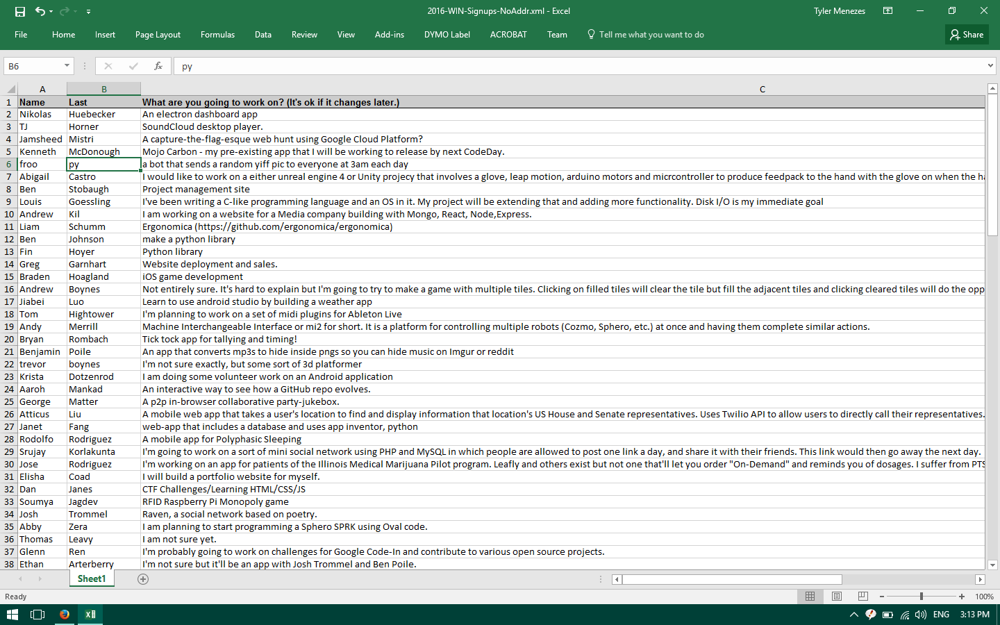 2016-WIN-Signups-NoAddr.xml - Excel
Tyler Menezes
File Home Insert Page Layout Formulas Data Review View Add-ins DYMO Label ACROBAT Team Tell me what you want to do Share
B6 fx py
A B C
1 Name Last What are you going to work on? (It's ok if it changes later.)
2 Nikolas Huebecker An electron dashboard app
3 TJ Horner SoundCloud desktop player.
4 Jamsheed Mistri A capture-the-flag-esque web hunt using Google Cloud Platform?
5 Kenneth McDonough Mojo Carbon - my pre-existing app that I will be working to release by next CodeDay.
6 froo py a bot that sends a random yiff pic to everyone at 3am each day
7 Abigail Castro I would like to work on a either unreal engine 4 or Unity projecy that involves a glove, leap motion, arduino motors and micrcontroller to produce feedpack to the hand with the glove on when the ha
8 Ben Stobaugh Project management site
9 Louis Goessling I've been writing a C-like programming language and an OS in it. My project will be extending that and adding more functionality. Disk I/O is my immediate goal
10 Andrew Kil I am working on a website for a Media company building with Mongo, React, Node,Express.
11 Liam Schumm Ergonomica (https://github.com/ergonomica/ergonomica)
12 Ben Johnson make a python library
13 Fin Hoyer Python library
14 Greg Garnhart Website deployment and sales.
15 Braden Hoagland iOS game development
16 Andrew Boynes Not entirely sure. It's hard to explain but I'm going to try to make a game with multiple tiles. Clicking on filled tiles will clear the tile but fill the adjacent tiles and clicking cleared tiles will do the opp
17 Jiabei Luo Learn to use android studio by building a weather app
18 Tom Hightower I'm planning to work on a set of midi plugins for Ableton Live
19 Andy Merrill Machine Interchangeable Interface or mi2 for short. It is a platform for controlling multiple robots (Cozmo, Sphero, etc.) at once and having them complete similar actions.
20 Bryan Rombach Tick tock app for tallying and timing!
21 Benjamin Poile An app that converts mp3s to hide inside pngs so you can hide music on Imgur or reddit
22 trevor boynes I'm not sure exactly, but some sort of 3d platformer
23 Krista Dotzenrod I am doing some volunteer work on an Android application
24 Aaroh Mankad An interactive way to see how a GitHub repo evolves.
25 George Matter A p2p in-browser collaborative party-jukebox.
26 Atticus Liu A mobile web app that takes a user's location to find and display information that location's US House and Senate representatives. Uses Twilio API to allow users to directly call their representatives.
27 Janet Fang web-app that includes a database and uses app inventor, python
28 Rodolfo Rodriguez A mobile app for Polyphasic Sleeping
29 Srujay Korlakunta I'm going to work on a sort of mini social network using PHP and MySQL in which people are allowed to post one link a day, and share it with their friends. This link would then go away the next day.
30 Jose Rodriguez I'm working on an app for patients of the Illinois Medical Marijuana Pilot program. Leafly and others exist but not one that'll let you order "On-Demand" and reminds you of dosages. I suffer from PTS
31 Elisha Coad I will build a portfolio website for myself.
32 Dan Janes CTF Challenges/Learning HTML/CSS/JS
33 Soumya Jagdev RFID Raspberry Pi Monopoly game
34 Josh Trommel Raven, a social network based on poetry.
35 Abby Zera I am planning to start programming a Sphero SPRK using Oval code.
36 Thomas Leavy I am not sure yet.
37 Glenn Ren I'm probably going to work on challenges for Google Code-In and contribute to various open source projects.
38 Ethan Arterberry I'm not sure but it'll be an app with Josh Trommel and Ben Poile.
Sheet1
Ready 100%
ENG 3:13 PM